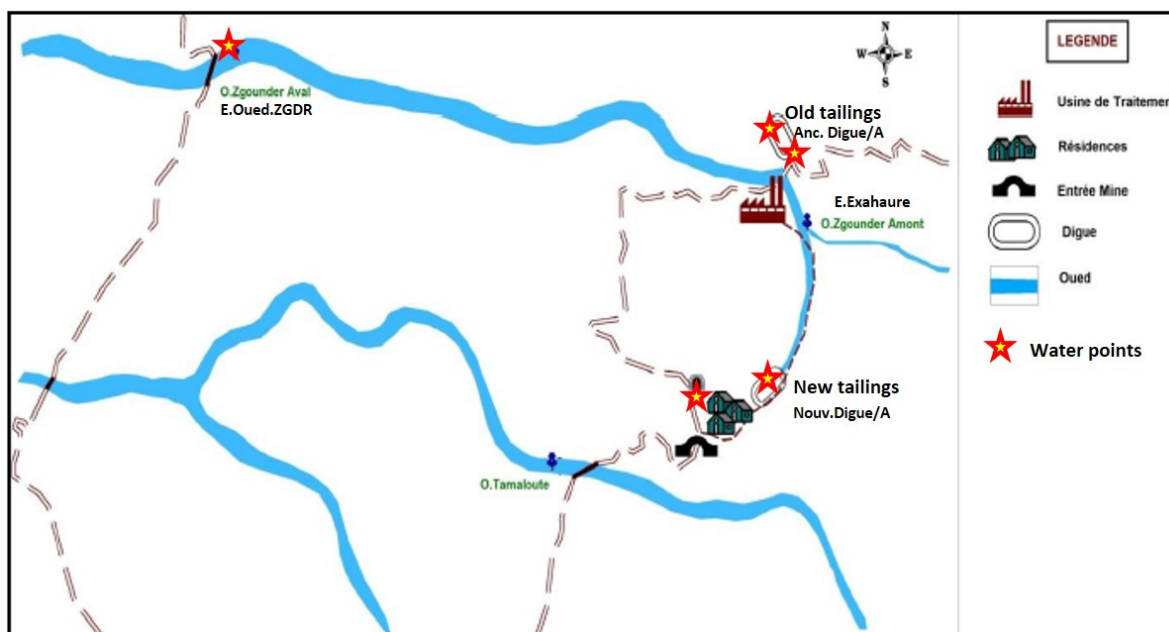 N
W E
S
O.Zgounder Aval
E.Oued.ZGDR
Old tailings
Anc. Digue/A
E.Exahaure
O.Zgounder Amont
New tailings
Nouv.Digue/A
O.Tamaloute
LEGENDE
Usine de Traitemen
Résidences
Entrée Mine
Digue
Oued
Water points